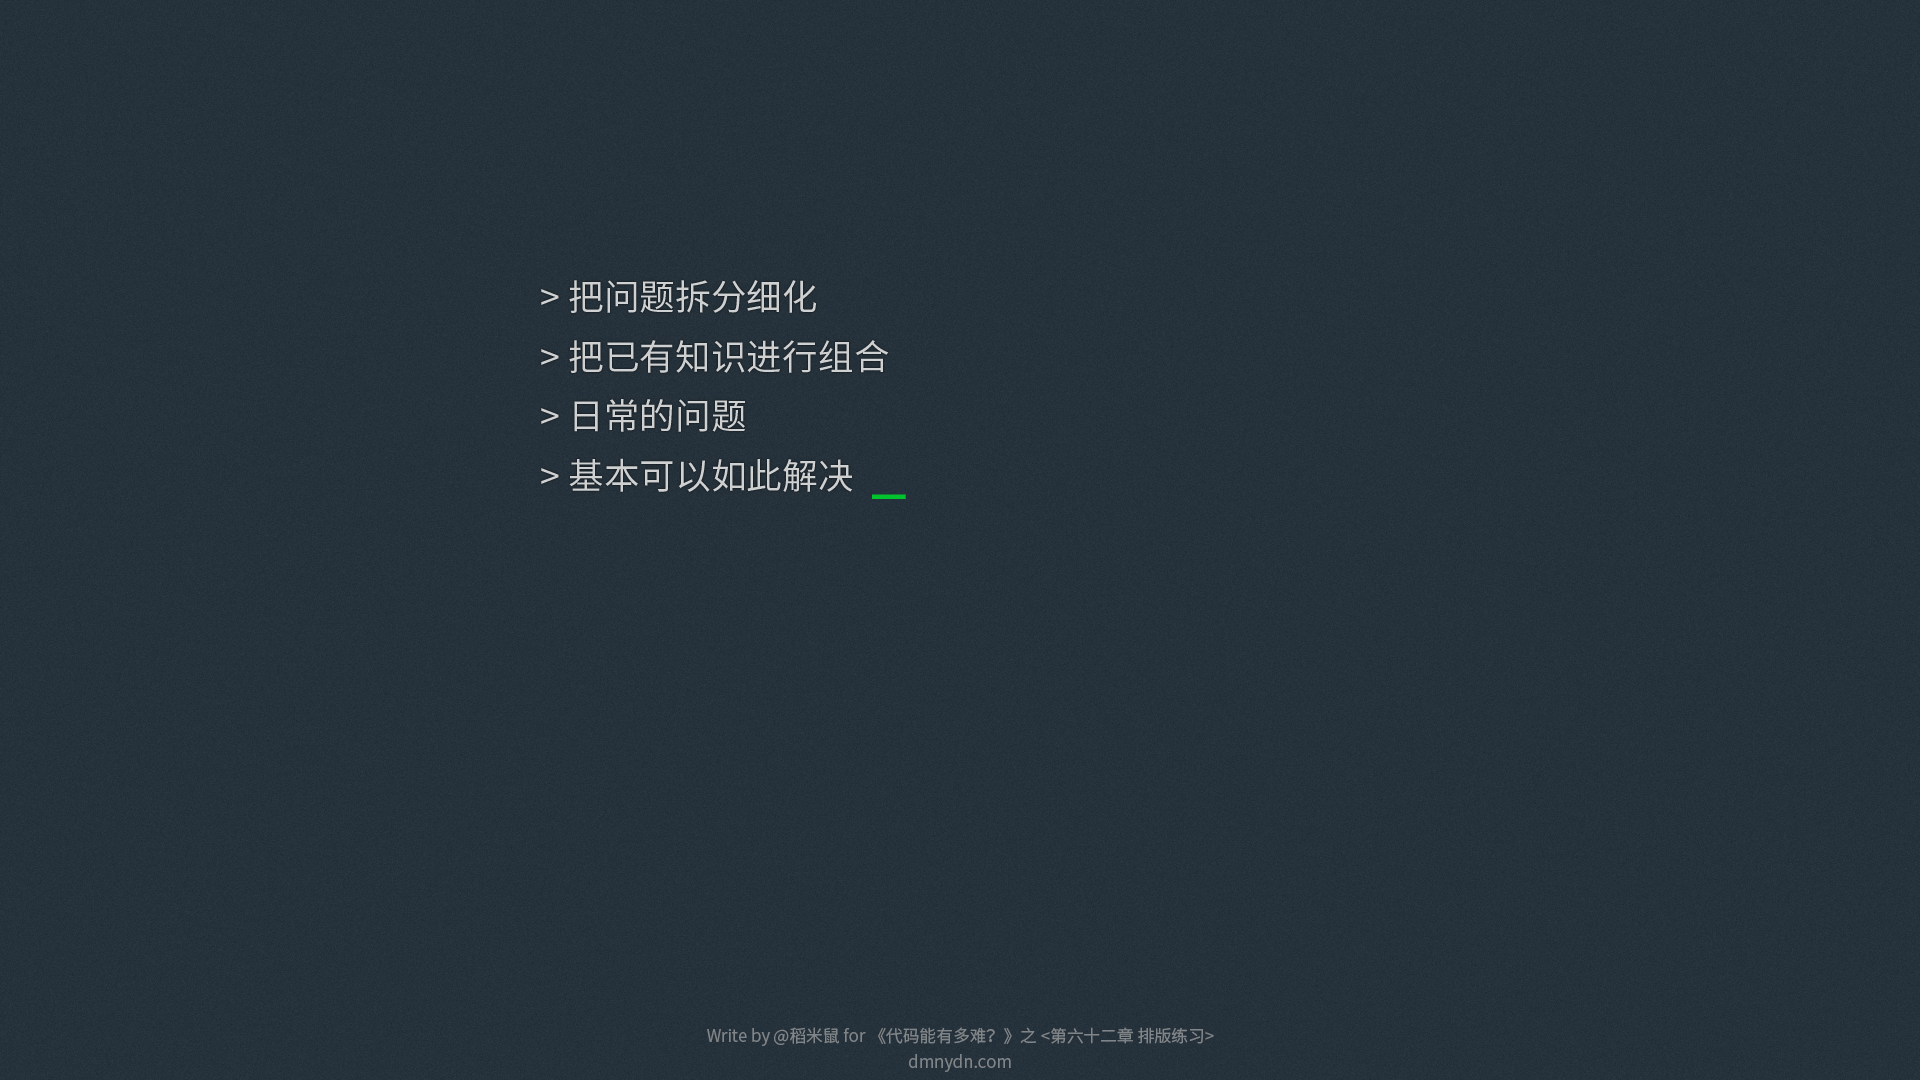 > 把问题拆分细化
> 把已有知识进行组合
> 日常的问题
> 基本可以如此解决 _
Write by @稻米鼠 for 《代码能有多难？》之 <第六十二章 排版练习>
dmnydn.com